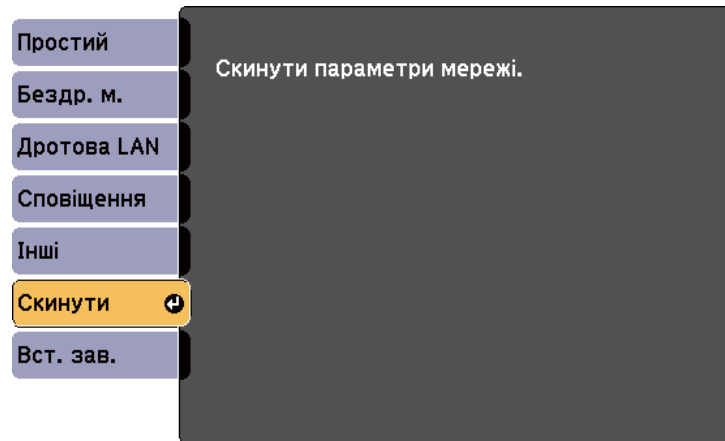 Простий
Бездр. м.
Дротова LAN
Сповіщення
Інші
Скинути
Вст. зав.
Скинути параметри мережі.